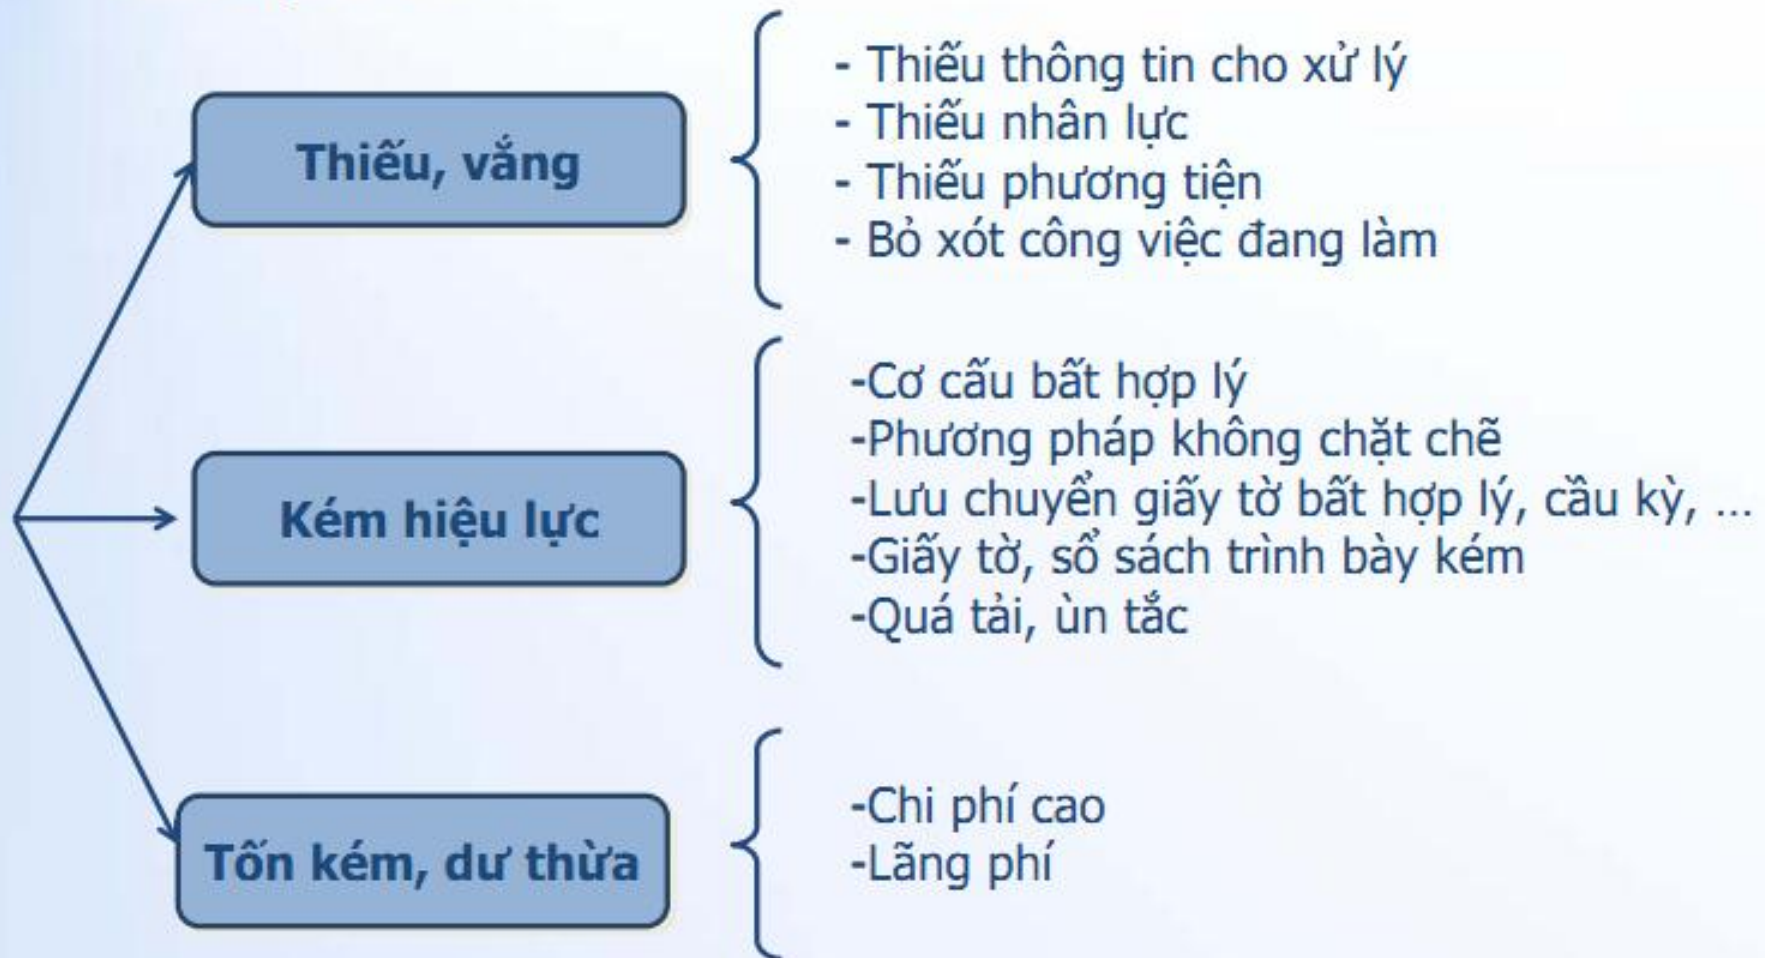 Thiếu, vắng
- Thiếu thông tin cho xử lý
- Thiếu nhân lực
- Thiếu phương tiện
- Bỏ xót công việc đang làm
Kém hiệu lực
-Cơ cấu bất hợp lý
-Phương pháp không chặt chẽ
-Lưu chuyển giấy tờ bất hợp lý, cầu kỳ, ...
-Giấy tờ, sổ sách trình bày kém
-Quá tải, ùn tắc
Tốn kém, dư thừa
-Chi phí cao
-Lãng phí